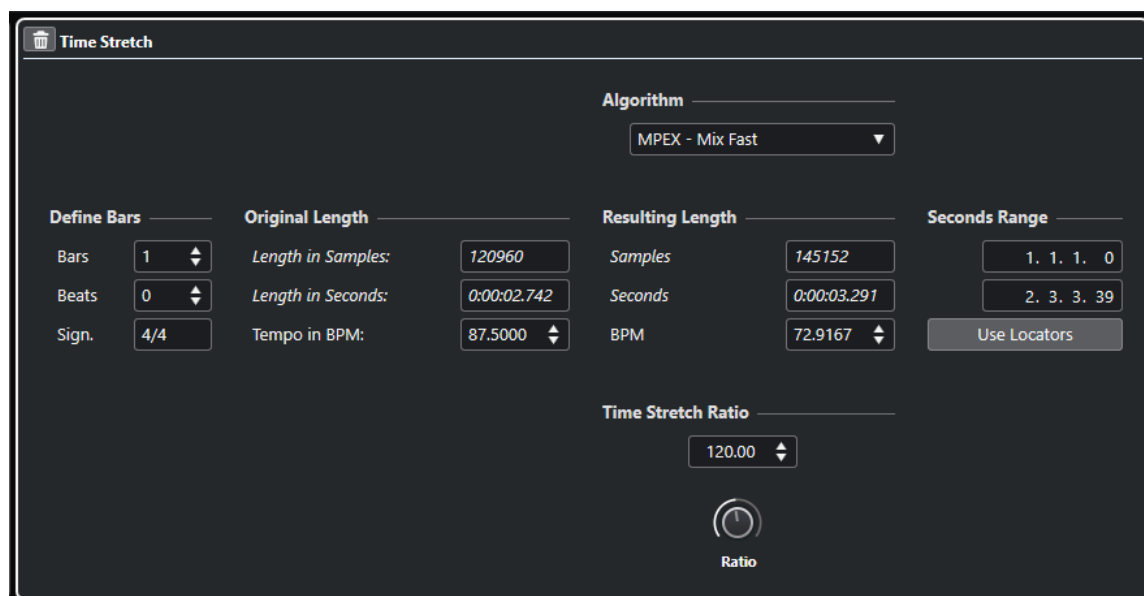 Time Stretch
Algorithm
MPEX - Mix Fast
Define Bars
Bars 1
Beats 0
Sign. 4/4
Original Length
Length in Samples: 120960
Length in Seconds: 0:00:02.742
Tempo in BPM: 87.5000
Resulting Length
Samples 145152
Seconds 0:00:03.291
BPM 72.9167
Seconds Range
1. 1. 1. 0
2. 3. 3. 39
Use Locators
Time Stretch Ratio
120.00
Ratio